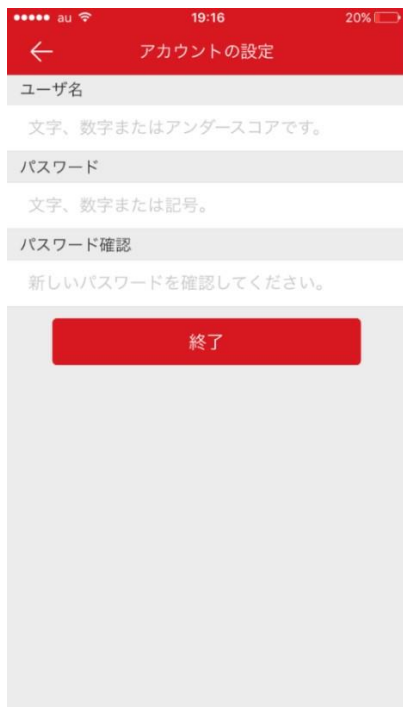 ●●●●● au 19:16 20%
アカウントの設定
ユーザ名
文字、数字またはアンダースコアです。
パスワード
文字、数字または記号。
パスワード確認
新しいパスワードを確認してください。
終了